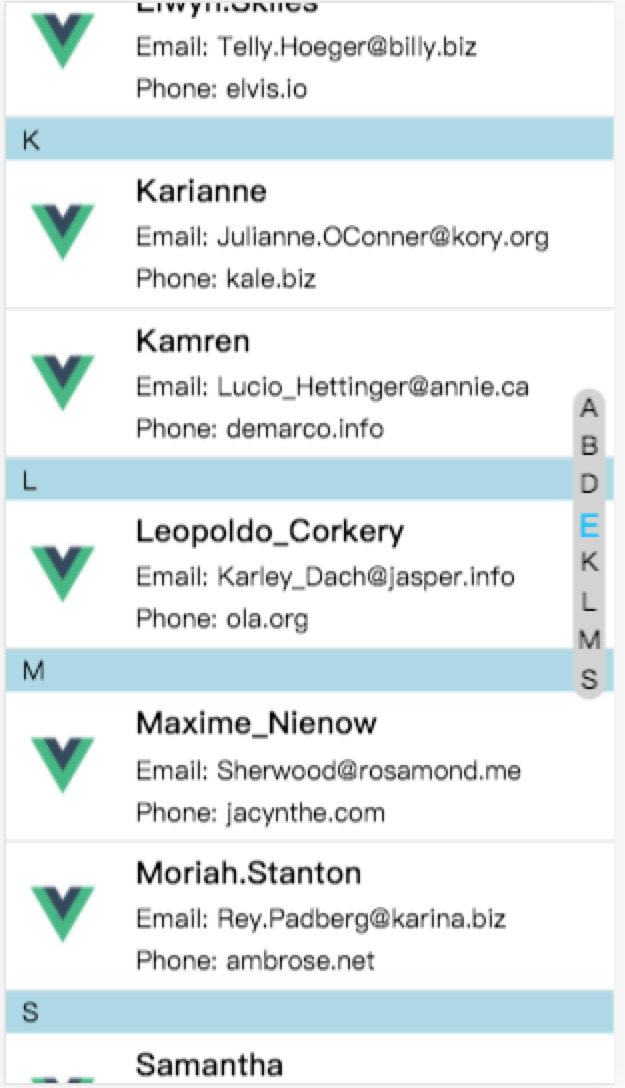 Elwyn.Skiles
Email: Telly.Hoeger@billy.biz
Phone: elvis.io
K
Karianne
Email: Julianne.OConner@kory.org
Phone: kale.biz
Kamren
Email: Lucio_Hettinger@annie.ca
Phone: demarco.info
L
Leopoldo_Corkery
Email: Karley_Dach@jasper.info
Phone: ola.org
M
Maxime_Nienow
Email: Sherwood@rosamond.me
Phone: jacynthe.com
Moriah.Stanton
Email: Rey.Padberg@karina.biz
Phone: ambrose.net
S
Samantha
A
B
D
E
K
L
M
S